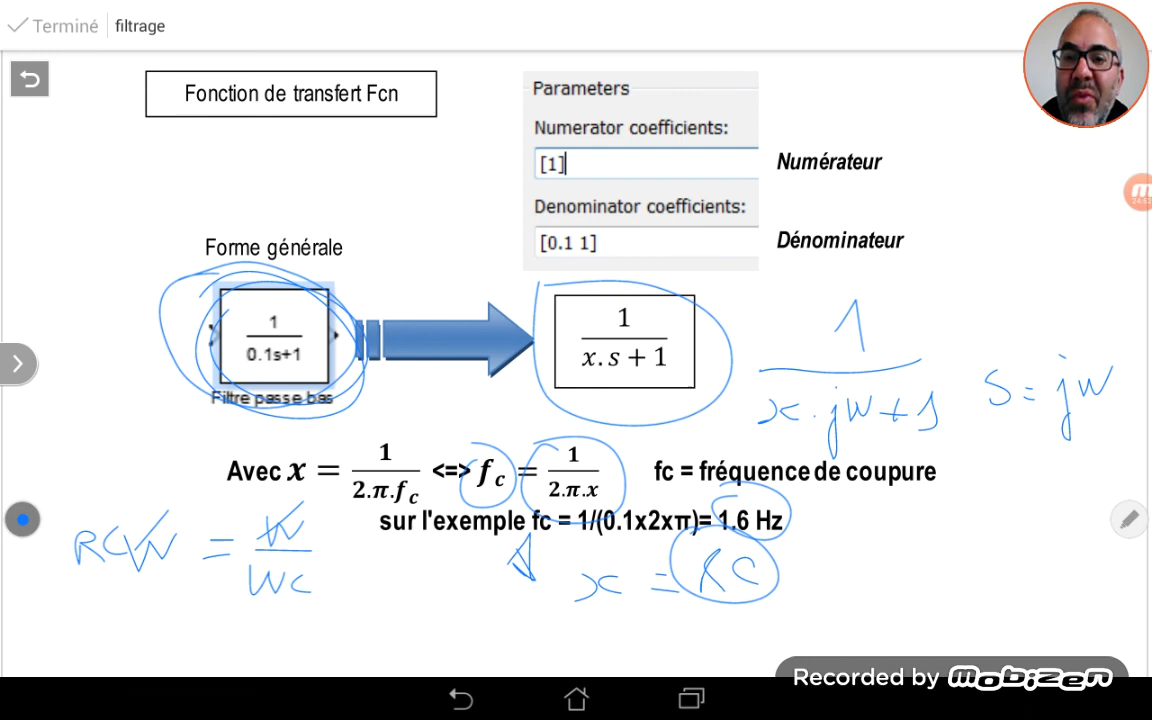 Terminé
filtrage
Fonction de transfert Fcn
Parameters
Numerator coefficients:
[1]
Numérateur
Denominator coefficients:
[0.1 1]
Dénominateur
Forme générale
1
0.1s+1
Filtre passe bas
1
x.s + 1
1
x . jw + 1
S = jw
Avec x = 1 / 2.π.fc <=> fc = 1 / 2.π.x fc = fréquence de coupure
sur l'exemple fc = 1/(0.1x2xπ)= 1.6 Hz
RCW = W / Wc
x = RC
Recorded by mobizen